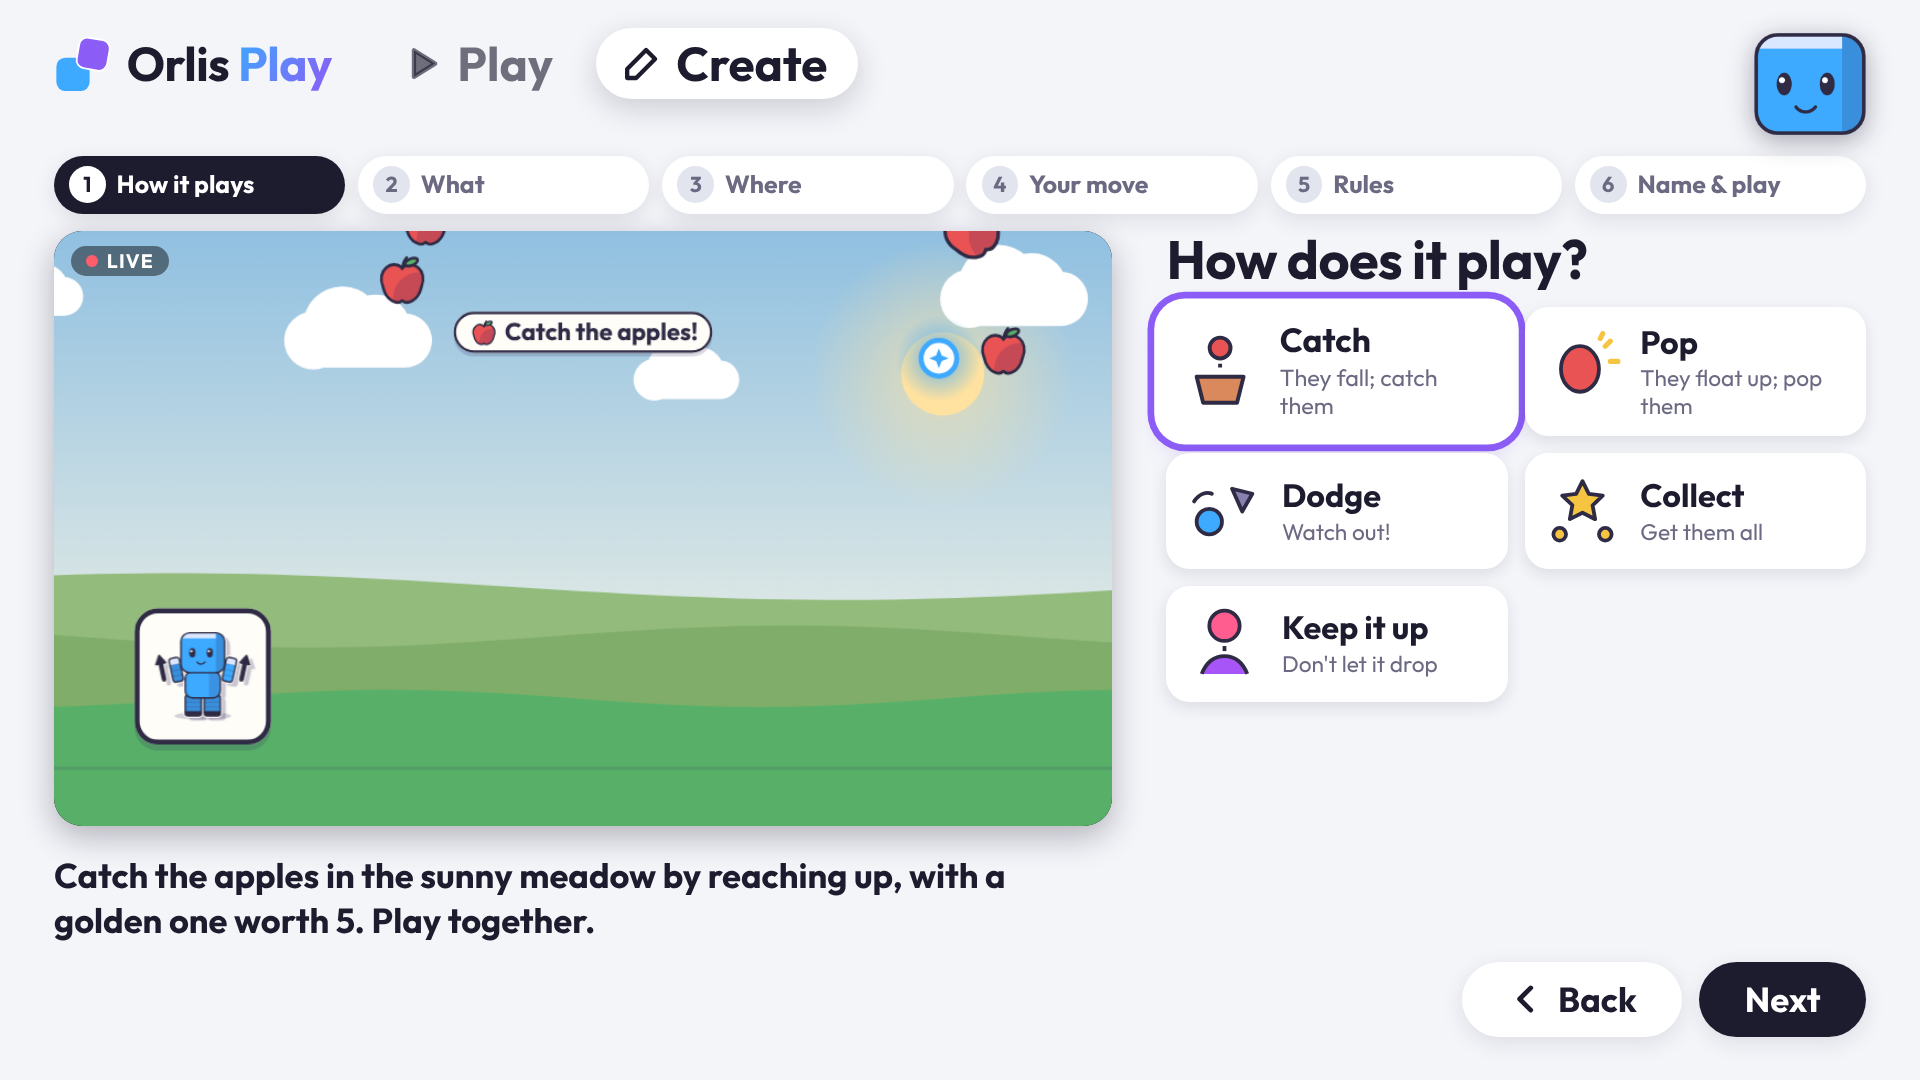 Orlis Play
Play
Create
1 How it plays
2 What
3 Where
4 Your move
5 Rules
6 Name & play
LIVE
Catch the apples!
Catch the apples in the sunny meadow by reaching up, with a
golden one worth 5. Play together.
How does it play?
Catch
They fall; catch
them
Pop
They float up; pop
them
Dodge
Watch out!
Collect
Get them all
Keep it up
Don't let it drop
Back
Next